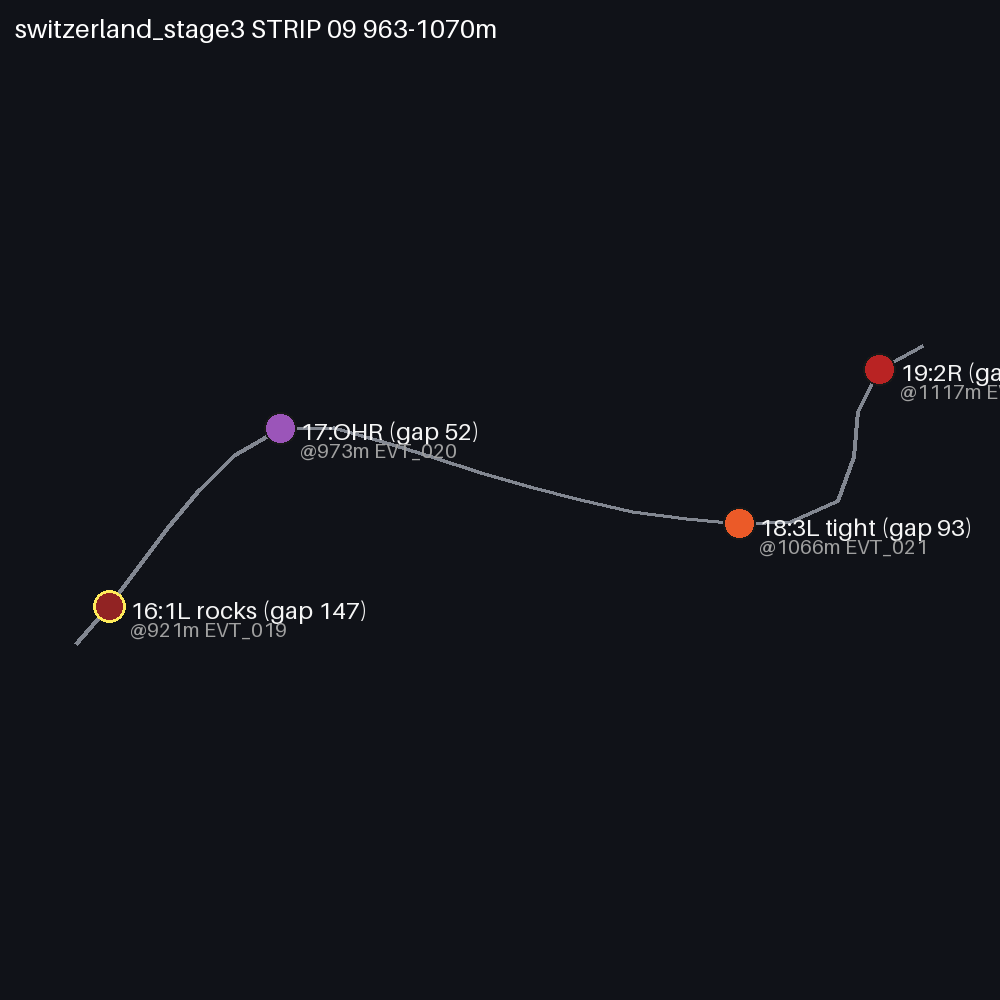 switzerland_stage3 STRIP 09 963-1070m
19:2R (ga
@1117m E
17:OHR (gap 52)
@973m EVT_020
18:3L tight (gap 93)
@1066m EVT_021
16:1L rocks (gap 147)
@921m EVT_019